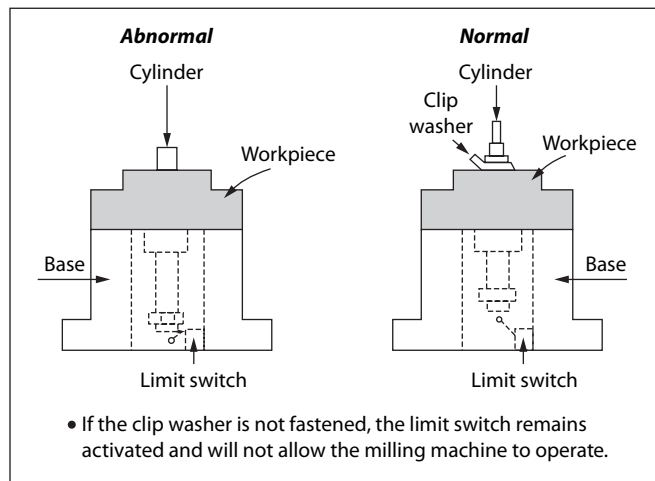 Abnormal
Cylinder
Workpiece
Base
Limit switch
Normal
Cylinder
Clip
washer
Workpiece
Base
Limit switch
• If the clip washer is not fastened, the limit switch remains
activated and will not allow the milling machine to operate.